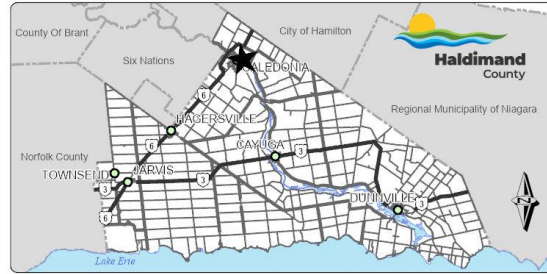 County Of Brant
City of Hamilton
Six Nations
CALEDONIA
Haldimand
County
Regional Municipality of Niagara
6
HAGERSVILLE
6
Norfolk County
CAYUGA
3
TOWNSEND
JARVIS
3
3
DUNNVILLE
3
6
Lake Erie